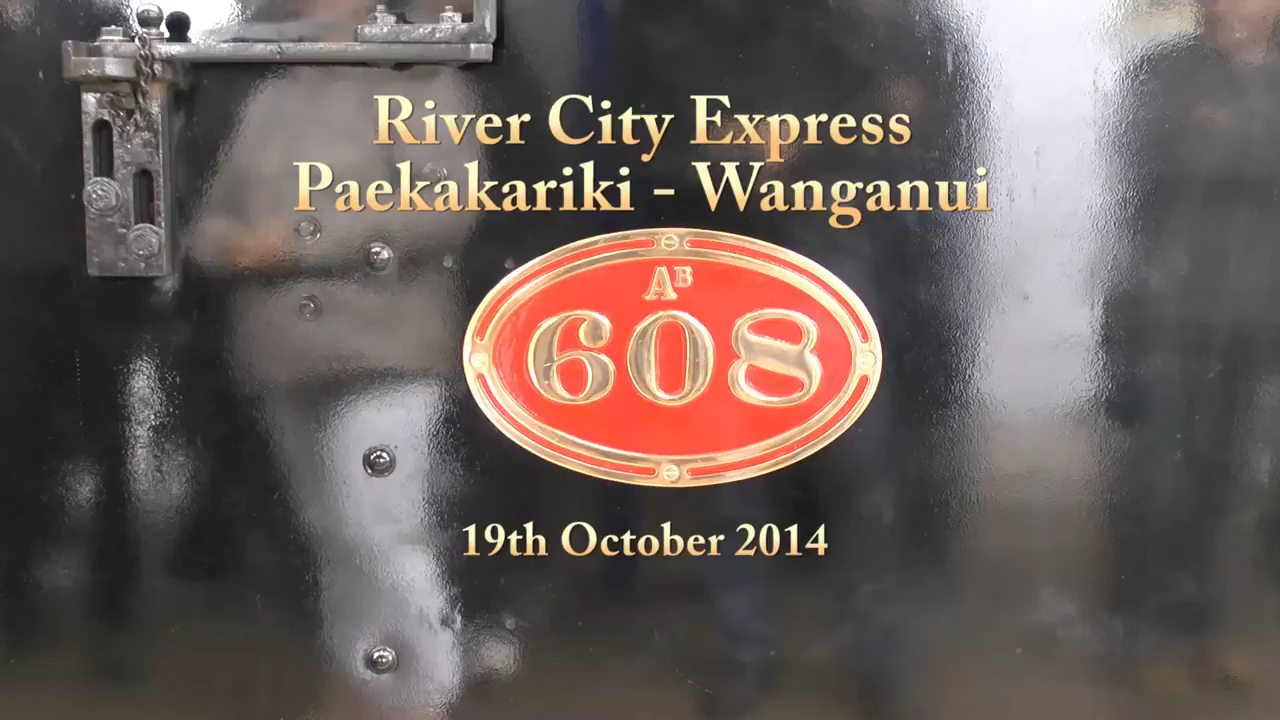 River City Express
Paekakariki - Wanganui
AB
608
19th October 2014